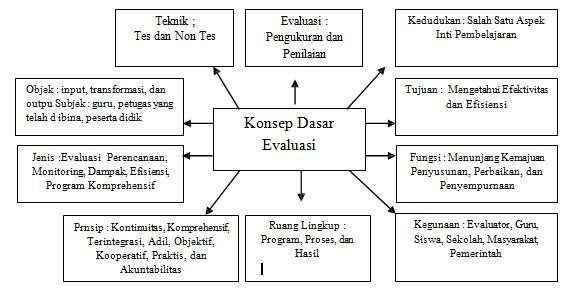 Teknik ;
Tes dan Non Tes
Evaluasi :
Pengukuran dan
Penilaian
Kedudukan : Salah Satu Aspek
Inti Pembelajaran
Objek : input, transformasi, dan
outpu Subjek : guru, petugas yang
telah d ibina, peserta didik
Konsep Dasar
Evaluasi
Tujuan : Mengetahui Efektivitas
dan Efisiensi
Jenis :Evaluasi Perencanaan,
Monitoring, Dampak, Efisiensi,
Program Komprehensif
Fungsi : Menunjang Kemajuan
Penyusunan, Perbaikan, dan
Penyempurnaan
Prnsip : Kontinuitas, Komprehensif,
Terintegrasi, Adil, Objektif,
Kooperatif, Praktis, dan
Akuntabilitas
Ruang Lingkup :
Program, Proses, dan
Hasil
Kegunaan : Evaluator, Guru,
Siswa, Sekolah, Masyarakat,
Pemerintah